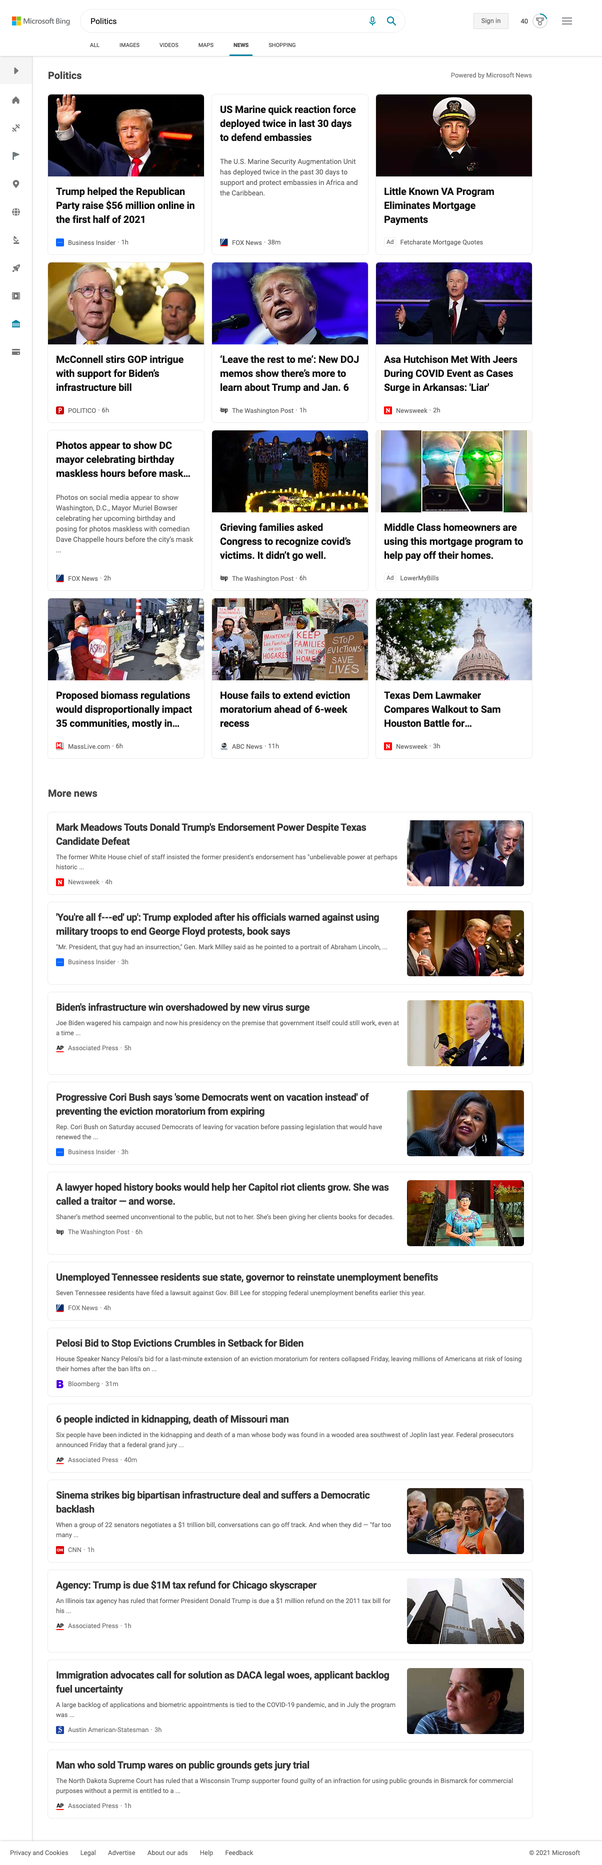 Microsoft Bing
Politics
Sign in
40
ALL
IMAGES
VIDEOS
MAPS
NEWS
SHOPPING
Politics
Powered by Microsoft News
Trump helped the Republican
Party raise $56 million online in
the first half of 2021
Business Insider · 1h
US Marine quick reaction force
deployed twice in last 30 days
to defend embassies
The U.S. Marine Security Augmentation Unit
has deployed twice in the past 30 days to
support and protect embassies in Africa and
the Caribbean.
FOX News · 38m
Little Known VA Program
Eliminates Mortgage
Payments
Ad Fetcharate Mortgage Quotes
McConnell stirs GOP intrigue
with support for Biden's
infrastructure bill
POLITICO · 6h
'Leave the rest to me': New DOJ
memos show there's more to
learn about Trump and Jan. 6
wp The Washington Post · 1h
Asa Hutchison Met With Jeers
During COVID Event as Cases
Surge in Arkansas: 'Liar'
N Newsweek · 2h
Photos appear to show DC
mayor celebrating birthday
maskless hours before mask...
Photos on social media appear to show
Washington, D.C., Mayor Muriel Bowser
celebrating her upcoming birthday and
posing for photos maskless with comedian
Dave Chappelle hours before the city's mask
...
FOX News · 2h
Grieving families asked
Congress to recognize covid's
victims. It didn't go well.
wp The Washington Post · 6h
Middle Class homeowners are
using this mortgage program to
help pay off their homes.
Ad LowerMyBills
Proposed biomass regulations
would disproportionally impact
35 communities, mostly in...
MassLive.com · 6h
KEEP
FAMILIES
IN THEIR
HOMES
STOP
EVICTIONS
SAVE
LIVES
House fails to extend eviction
moratorium ahead of 6-week
recess
ABC News · 11h
Texas Dem Lawmaker
Compares Walkout to Sam
Houston Battle for...
N Newsweek · 3h
More news
Mark Meadows Touts Donald Trump's Endorsement Power Despite Texas
Candidate Defeat
The former White House chief of staff insisted the former president's endorsement has "unbelievable power at perhaps
historic ...
N Newsweek · 4h
'You're all f---ed' up': Trump exploded after his officials warned against using
military troops to end George Floyd protests, book says
"Mr. President, that guy had an insurrection," Gen. Mark Milley said as he pointed to a portrait of Abraham Lincoln, ...
Business Insider · 3h
Biden's infrastructure win overshadowed by new virus surge
Joe Biden wagered his campaign and now his presidency on the premise that government itself could still work, even at
a time ...
AP Associated Press · 5h
Progressive Cori Bush says 'some Democrats went on vacation instead' of
preventing the eviction moratorium from expiring
Rep. Cori Bush on Saturday accused Democrats of leaving for vacation before passing legislation that would have
renewed the ...
Business Insider · 3h
A lawyer hoped history books would help her Capitol riot clients grow. She was
called a traitor — and worse.
Shaner's method seemed unconventional to the public, but not to her. She's been giving her clients books for decades.
wp The Washington Post · 6h
Unemployed Tennessee residents sue state, governor to reinstate unemployment benefits
Seven Tennessee residents have filed a lawsuit against Gov. Bill Lee for stopping federal unemployment benefits earlier this year.
FOX News · 4h
Pelosi Bid to Stop Evictions Crumbles in Setback for Biden
House Speaker Nancy Pelosi's bid for a last-minute extension of an eviction moratorium for renters collapsed Friday, leaving millions of Americans at risk of losing
their homes after the ban lifts on ...
B Bloomberg · 31m
6 people indicted in kidnapping, death of Missouri man
Six people have been indicted in the kidnapping and death of a man whose body was found in a wooded area southwest of Joplin last year. Federal prosecutors
announced Friday that a federal grand jury ...
AP Associated Press · 40m
Sinema strikes big bipartisan infrastructure deal and suffers a Democratic
backlash
When a group of 22 senators negotiates a $1 trillion bill, conversations can go off track. And when they did — "far too
many ...
CNN CNN · 1h
Agency: Trump is due $1M tax refund for Chicago skyscraper
An Illinois tax agency has ruled that former President Donald Trump is due a $1 million refund on the 2011 tax bill for
his ...
AP Associated Press · 1h
Immigration advocates call for solution as DACA legal woes, applicant backlog
fuel uncertainty
A large backlog of applications and biometric appointments is tied to the COVID-19 pandemic, and in July the program
was ...
Austin American-Statesman · 3h
Man who sold Trump wares on public grounds gets jury trial
The North Dakota Supreme Court has ruled that a Wisconsin Trump supporter found guilty of an infraction for using public grounds in Bismarck for commercial
purposes without a permit is entitled to a ...
AP Associated Press · 1h
Privacy and Cookies
Legal
Advertise
About our ads
Help
Feedback
© 2021 Microsoft